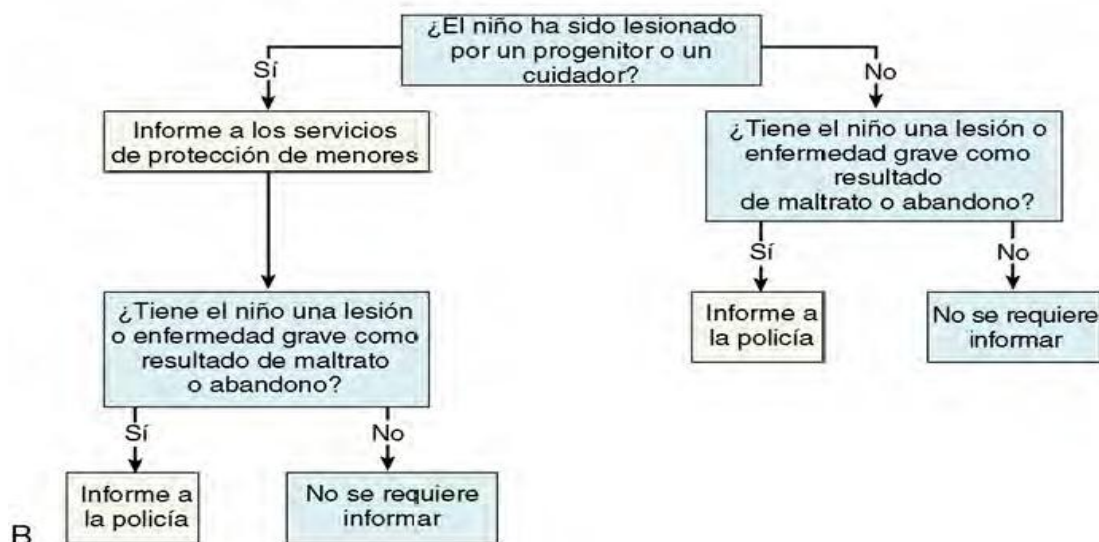 ¿El niño ha sido lesionado
por un progenitor o un
cuidador?
Sí
No
Informe a los servicios
de protección de menores
¿Tiene el niño una lesión o
enfermedad grave como
resultado
de maltrato o abandono?
Sí
No
Informe a
la policía
No se requiere
informar
¿Tiene el niño una lesión
o enfermedad grave como
resultado de maltrato
o abandono?
Sí
No
Informe a
la policía
No se requiere
informar
B